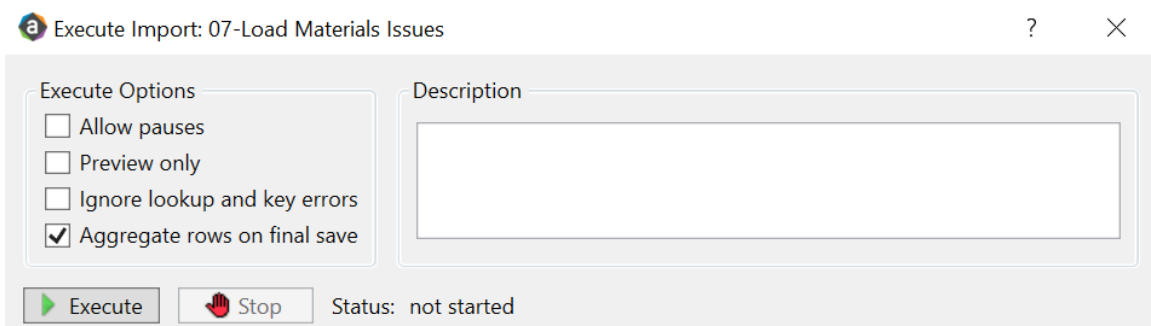 Execute Import: 07-Load Materials Issues
?
Execute Options
Allow pauses
Preview only
Ignore lookup and key errors
Aggregate rows on final save
Description
Execute
Stop
Status: not started